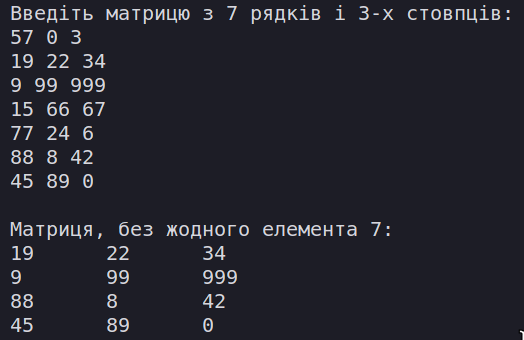 Введіть матрицю з 7 рядків і 3-х стовпців:
57 0 3
19 22 34
9 99 999
15 66 67
77 24 6
88 8 42
45 89 0
Матриця, без жодного елемента 7:
19 22 34
9 99 999
88 8 42
45 89 0